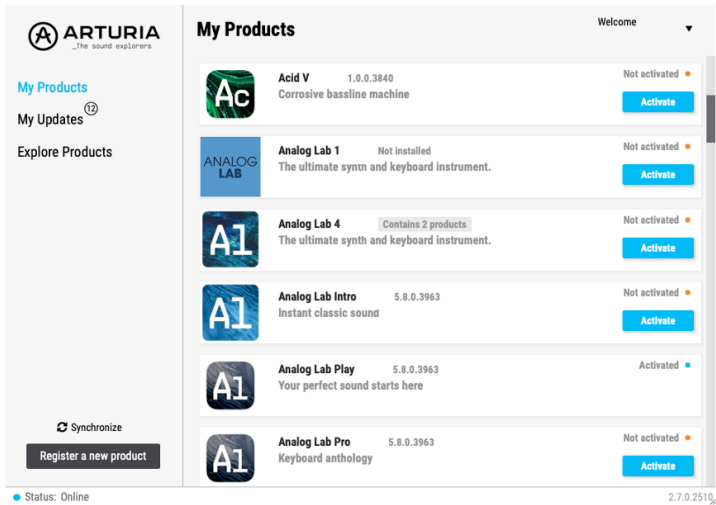 ARTURIA
_The sound explorers
My Products
My Updates
12
Explore Products
Synchronize
Register a new product
Status: Online
My Products
Welcome
Ac
Acid V 1.0.0.3840
Corrosive bassline machine
Not activated
Activate
ANALOG
LAB
Analog Lab 1 Not installed
The ultimate synth and keyboard instrument.
Not activated
Activate
Al
Analog Lab 4 Contains 2 products
The ultimate synth and keyboard instrument.
Not activated
Activate
Al
Analog Lab Intro 5.8.0.3963
Instant classic sound
Not activated
Activate
Al
Analog Lab Play 5.8.0.3963
Your perfect sound starts here
Activated
Al
Analog Lab Pro 5.8.0.3963
Keyboard anthology
Not activated
Activate
2.7.0.2510